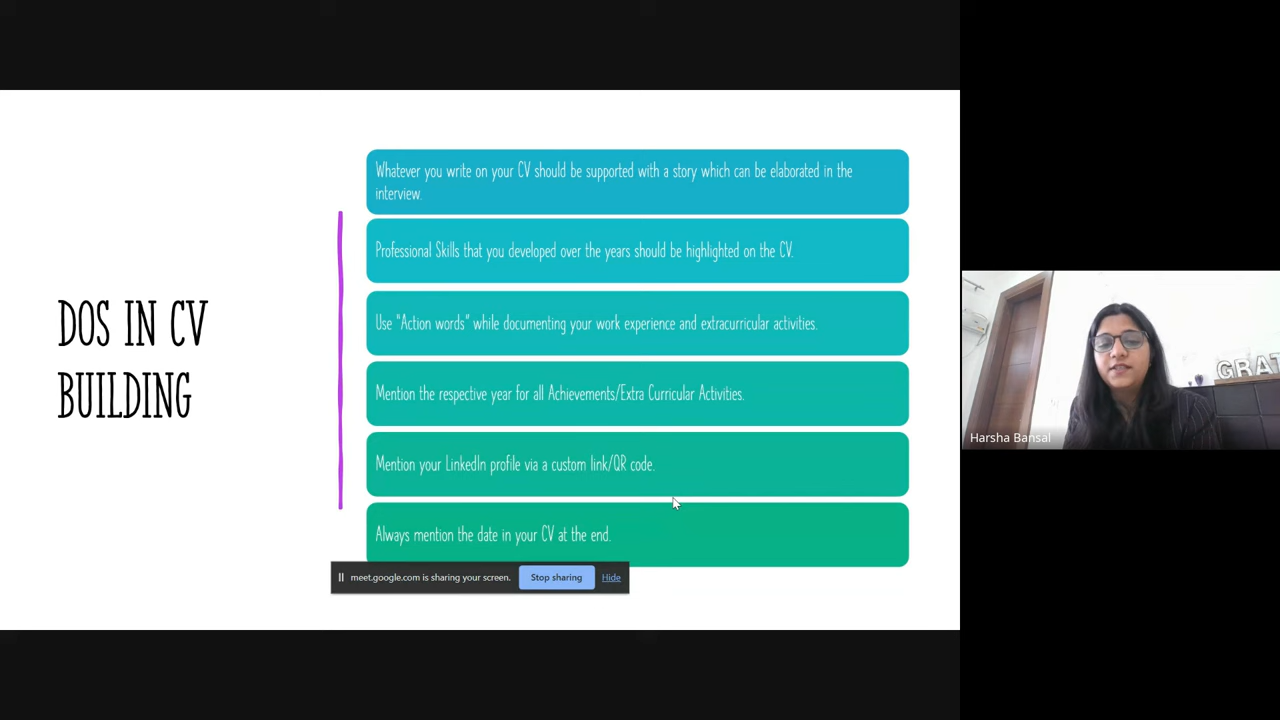 DOS IN CV
BUILDING
Whatever you write on your CV should be supported with a story which can be elaborated in the
interview.
Professional Skills that you developed over the years should be highlighted on the CV.
Use "Action words" while documenting your work experience and extracurricular activities.
Mention the respective year for all Achievements/Extra Curricular Activities.
Mention your LinkedIn profile via a custom link/QR code.
Always mention the date in your CV at the end.
meet.google.com is sharing your screen.
Stop sharing
Hide
GRAT
Harsha Bansal